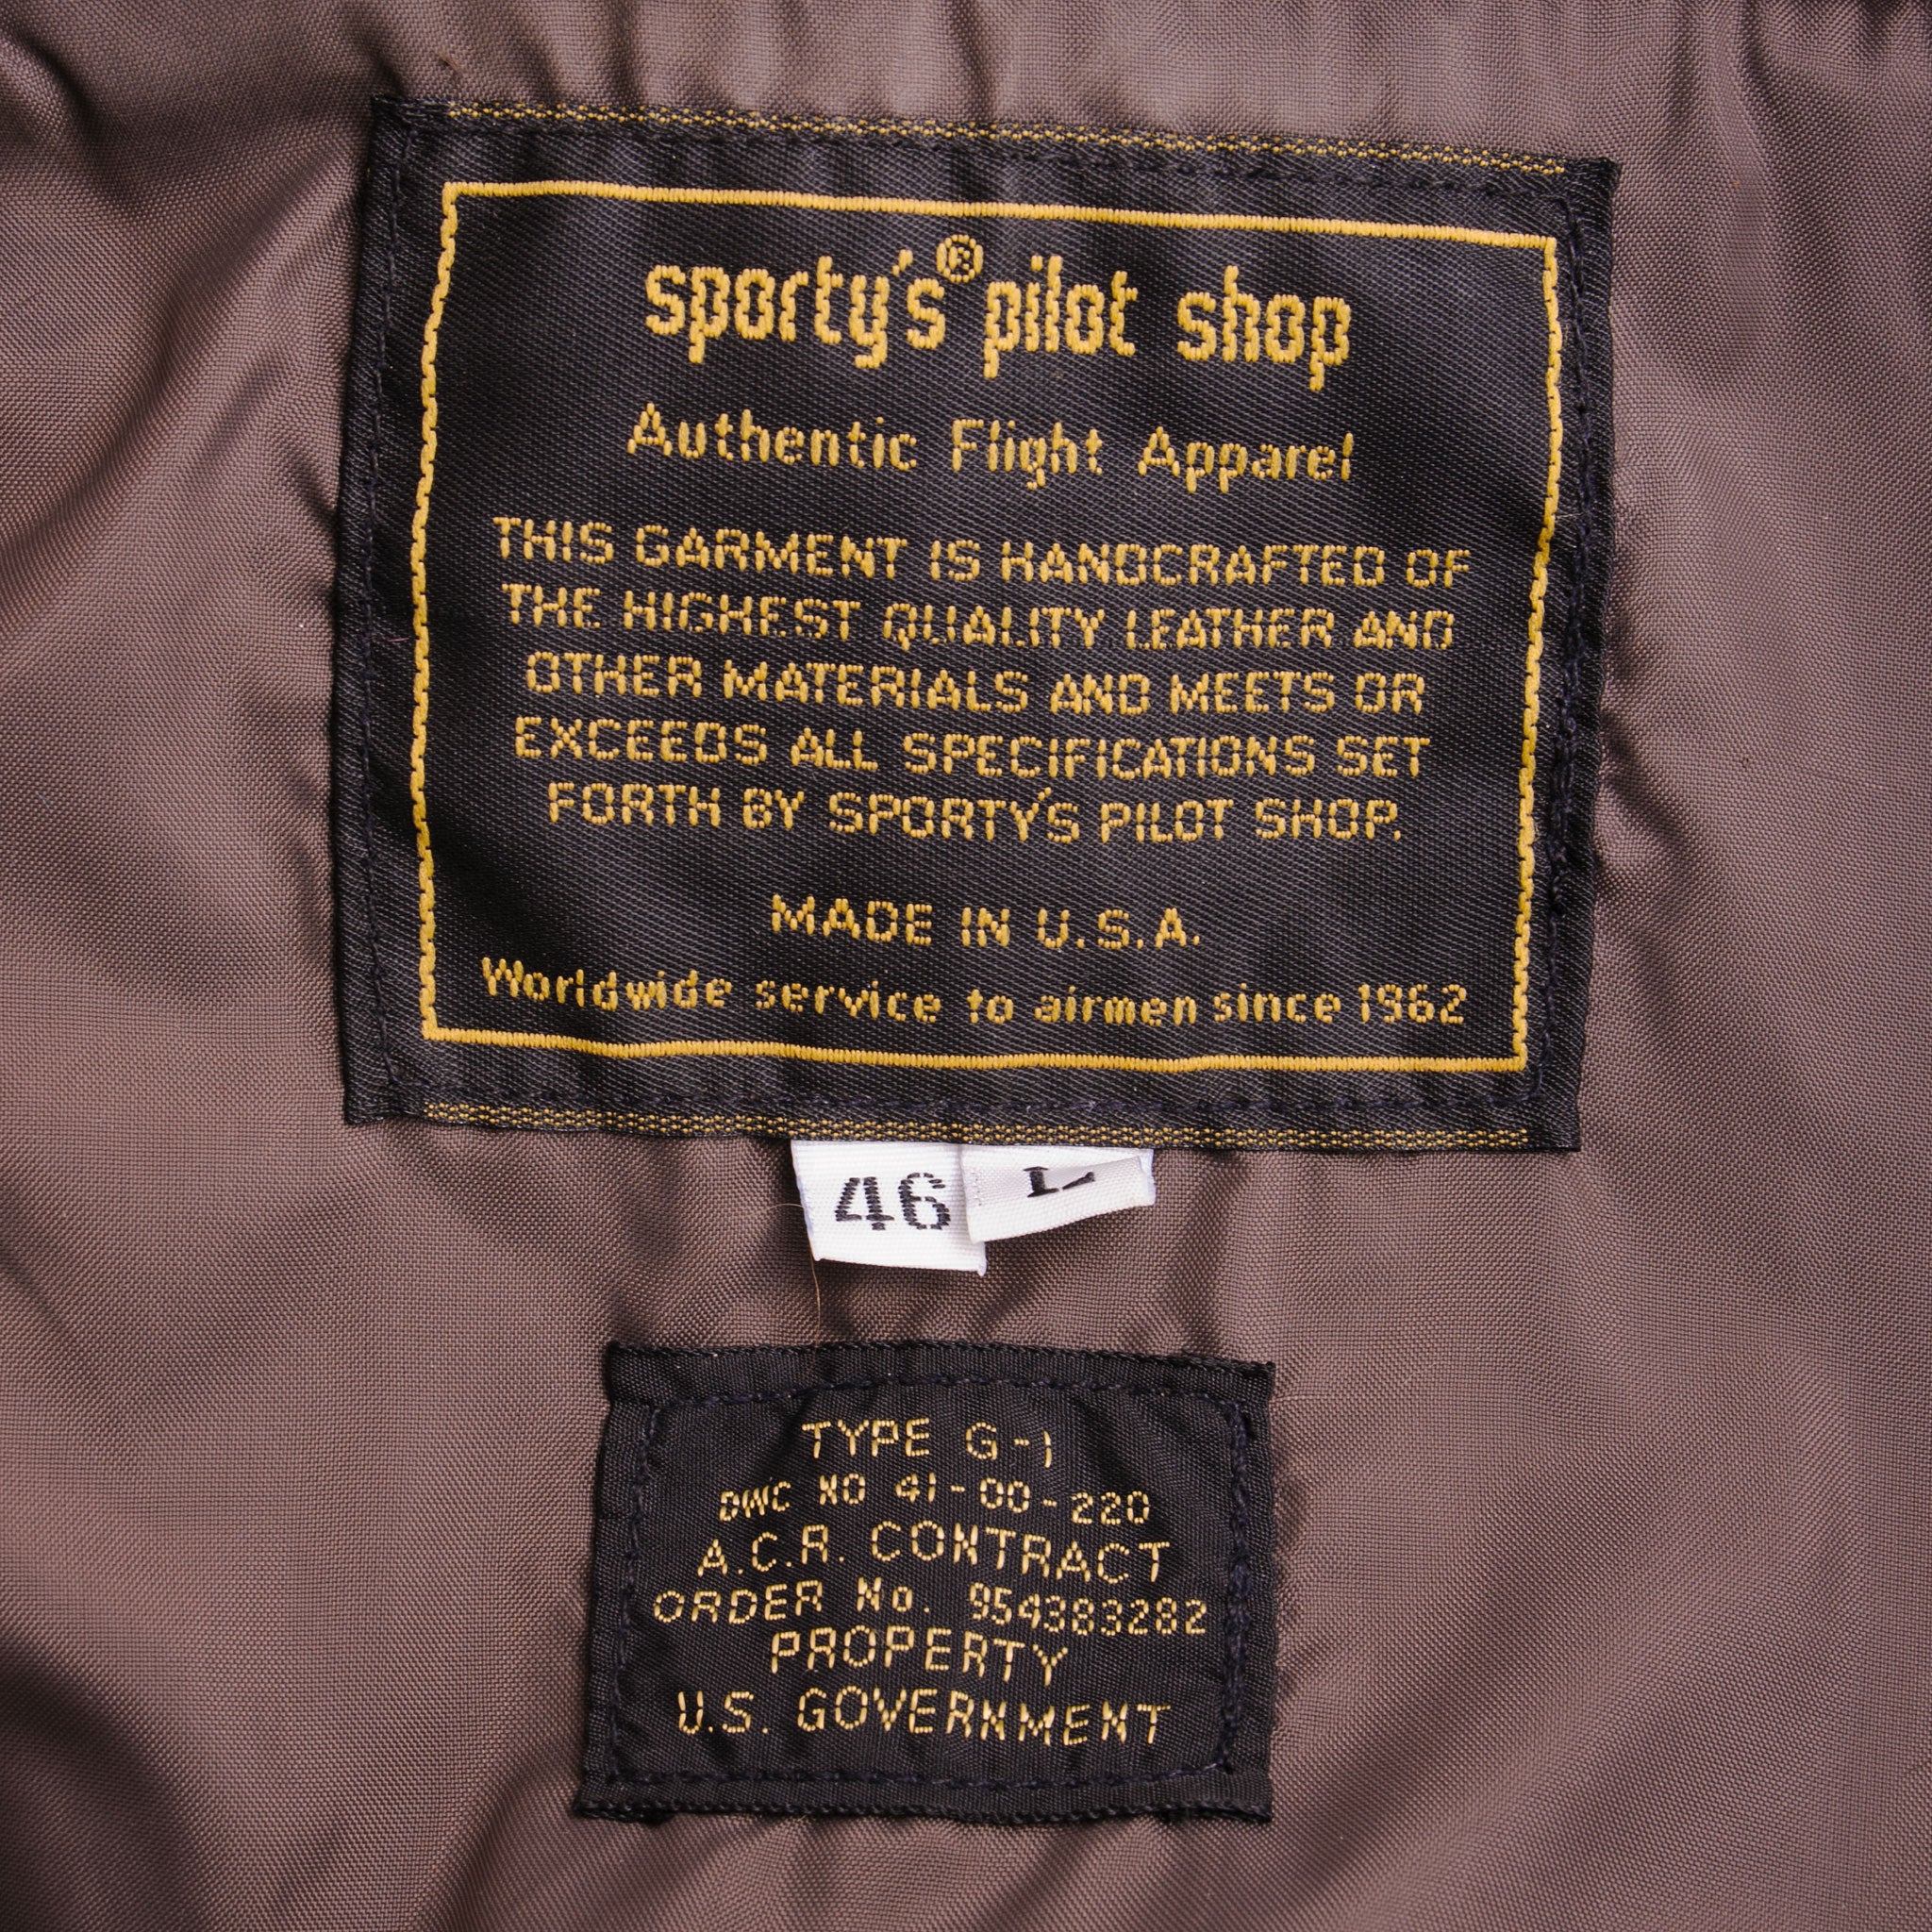 sporty's® pilot shop
Authentic Flight Apparel
THIS GARMENT IS HANDCRAFTED OF
THE HIGHEST QUALITY LEATHER AND
OTHER MATERIALS AND MEETS OR
EXCEEDS ALL SPECIFICATIONS SET
FORTH BY SPORTY'S PILOT SHOP.
MADE IN U.S.A.
Worldwide service to airmen since 1962
46 L
TYPE G-1
DWC NO 41-00-220
A.C.R. CONTRACT
ORDER No. 954383282
PROPERTY
U.S. GOVERNMENT